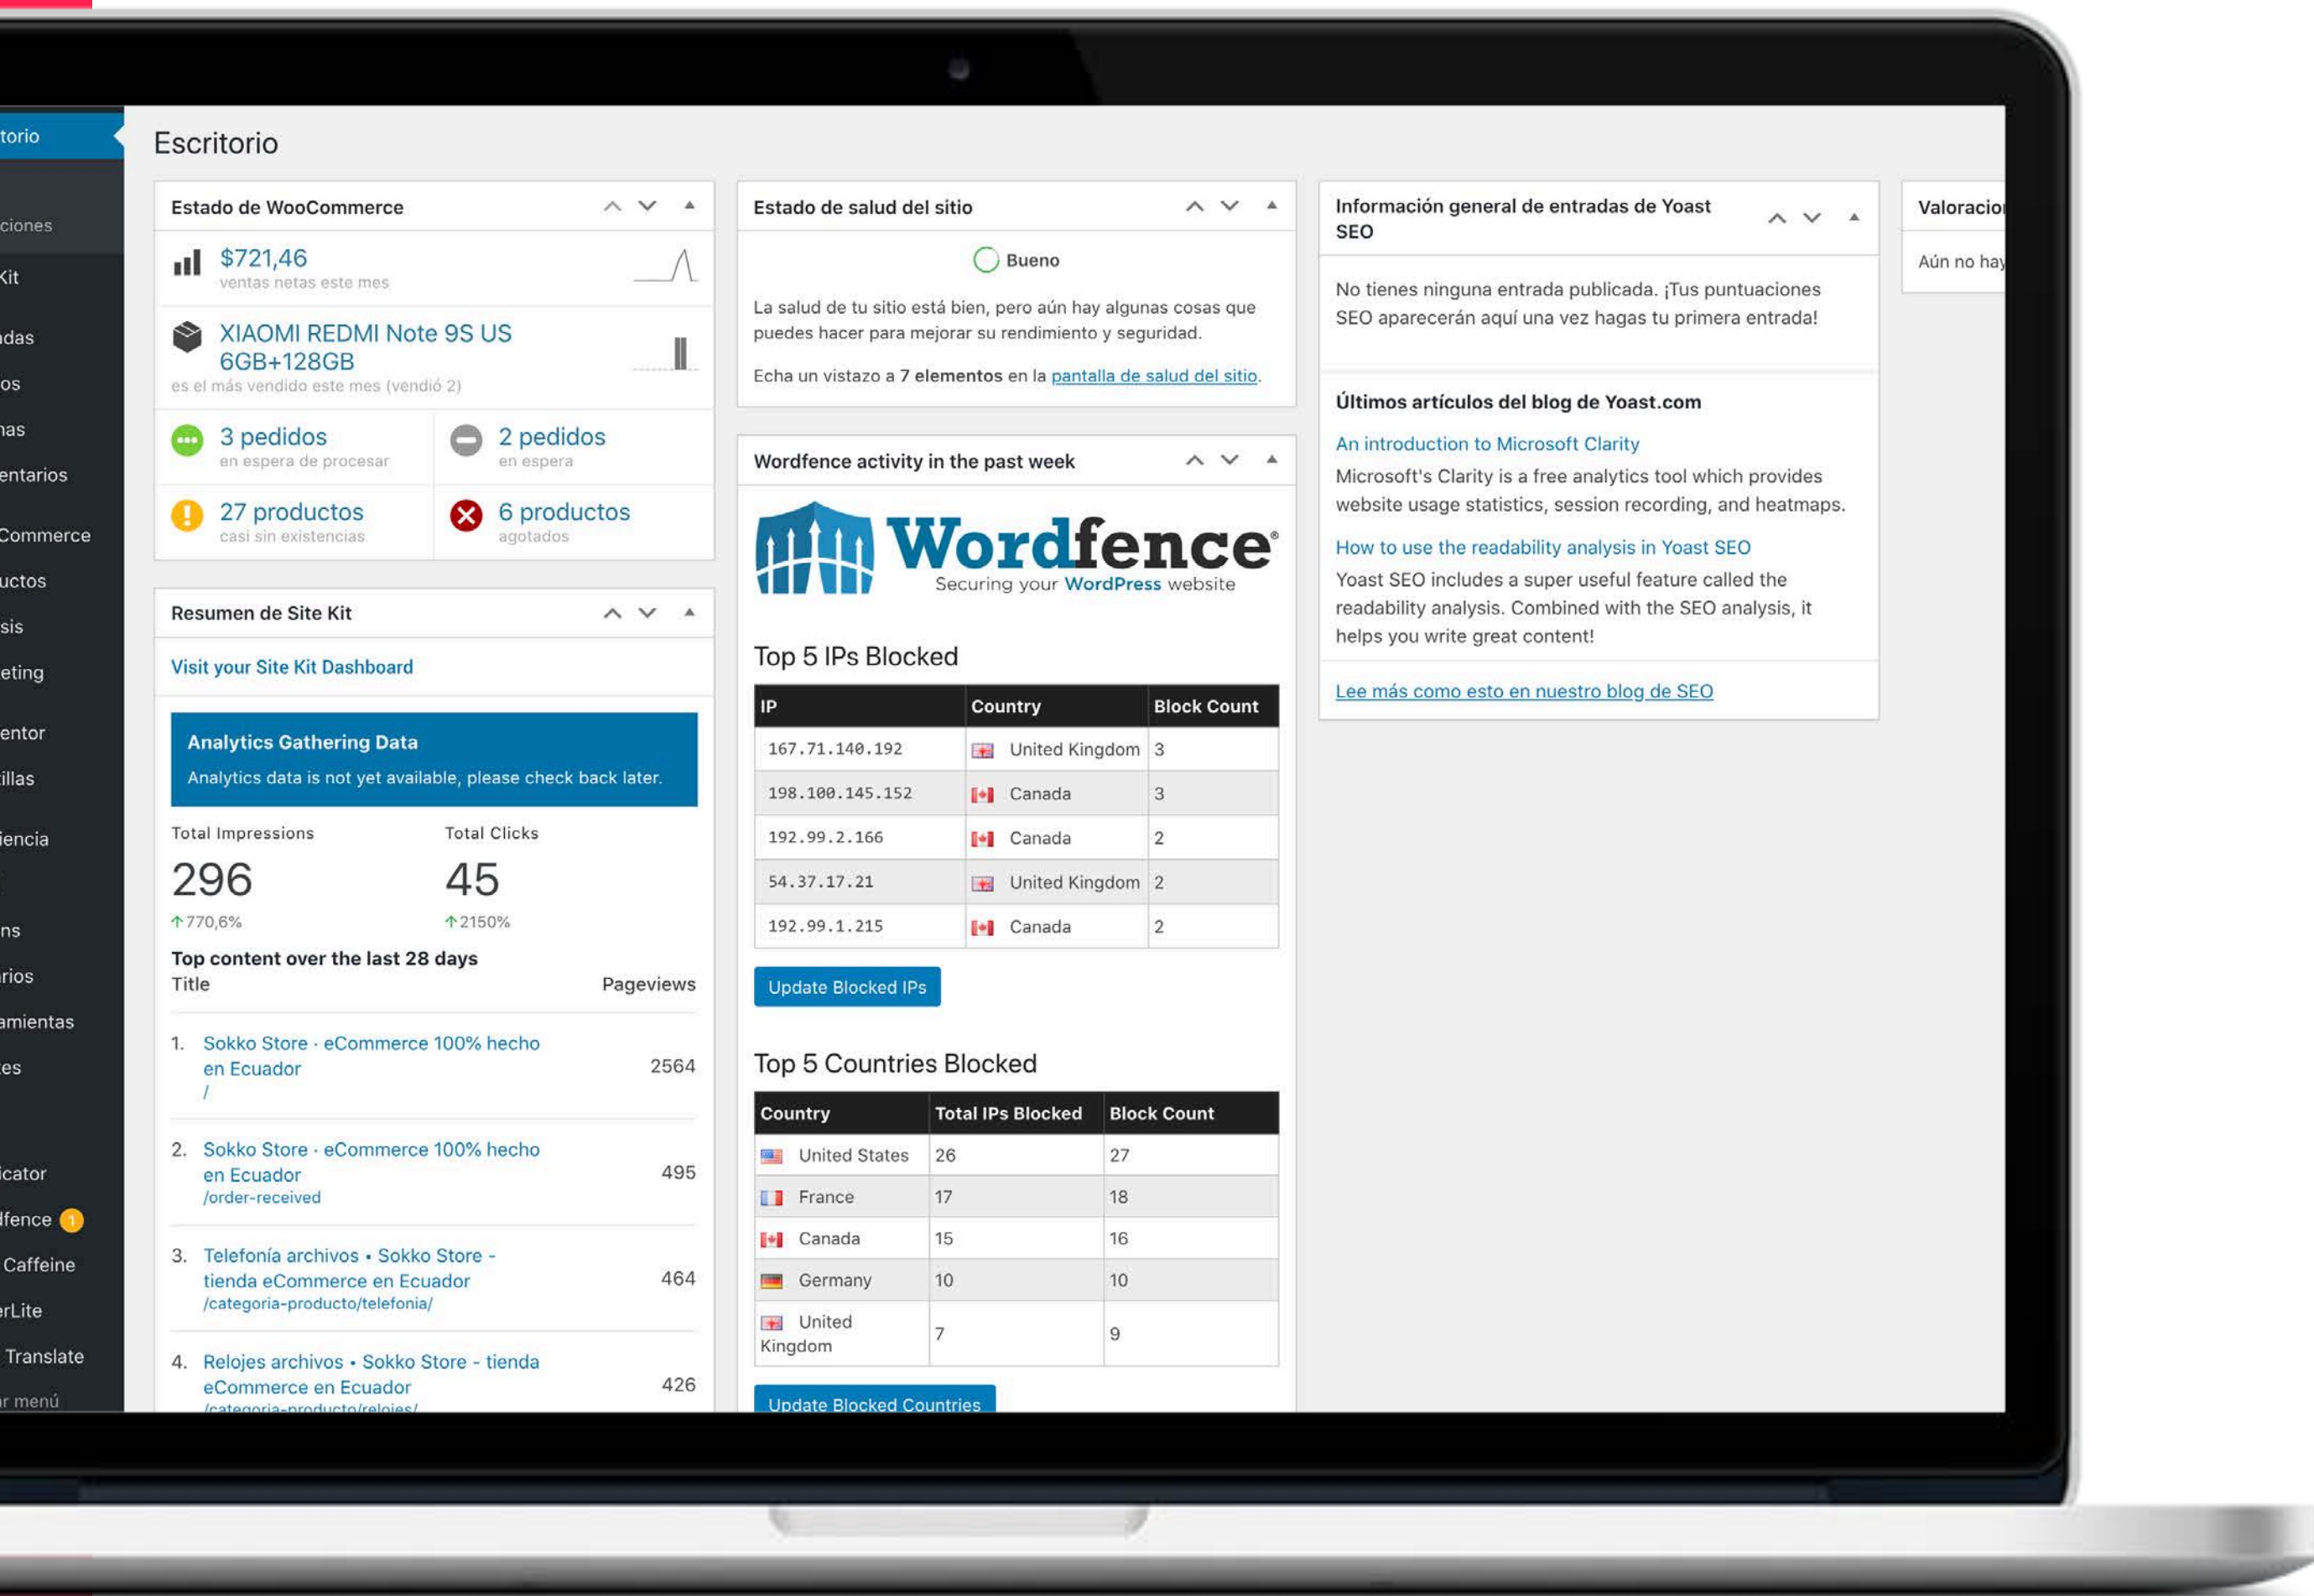 torio
ciones
Kit
adas
os
nas
entarios
Commerce
uctos
sis
eting
entor
tillas
iencia
ns
rios
amientas
tes
icator
dfence 1
Caffeine
erLite
Translate
ar menú
Escritorio
Estado de WooCommerce
$721,46
ventas netas este mes
XIAOMI REDMI Note 9S US
6GB+128GB
es el más vendido este mes (vendió 2)
3 pedidos
en espera de procesar
2 pedidos
en espera
27 productos
casi sin existencias
6 productos
agotados
Resumen de Site Kit
Visit your Site Kit Dashboard
Analytics Gathering Data
Analytics data is not yet available, please check back later.
Total Impressions Total Clicks
296 45
770,6% 2150%
Top content over the last 28 days
Title Pageviews
1. Sokko Store · eCommerce 100% hecho
en Ecuador
/
2564
2. Sokko Store · eCommerce 100% hecho
en Ecuador
/order-received
495
3. Telefonía archivos • Sokko Store -
tienda eCommerce en Ecuador
/categoria-producto/telefonia/
464
4. Relojes archivos • Sokko Store - tienda
eCommerce en Ecuador
/categoria-producto/relojes/
426
Estado de salud del sitio
Bueno
La salud de tu sitio está bien, pero aún hay algunas cosas que
puedes hacer para mejorar su rendimiento y seguridad.
Echa un vistazo a 7 elementos en la pantalla de salud del sitio.
Wordfence activity in the past week
Wordfence®
Securing your WordPress website
Top 5 IPs Blocked
IP Country Block Count
167.71.140.192 United Kingdom 3
198.100.145.152 Canada 3
192.99.2.166 Canada 2
54.37.17.21 United Kingdom 2
192.99.1.215 Canada 2
Update Blocked IPs
Top 5 Countries Blocked
Country Total IPs Blocked Block Count
United States 26 27
France 17 18
Canada 15 16
Germany 10 10
United
Kingdom
7 9
Update Blocked Countries
Información general de entradas de Yoast
SEO
No tienes ninguna entrada publicada. ¡Tus puntuaciones
SEO aparecerán aquí una vez hagas tu primera entrada!
Últimos artículos del blog de Yoast.com
An introduction to Microsoft Clarity
Microsoft's Clarity is a free analytics tool which provides
website usage statistics, session recording, and heatmaps.
How to use the readability analysis in Yoast SEO
Yoast SEO includes a super useful feature called the
readability analysis. Combined with the SEO analysis, it
helps you write great content!
Lee más como esto en nuestro blog de SEO
Valoracio
Aún no hay